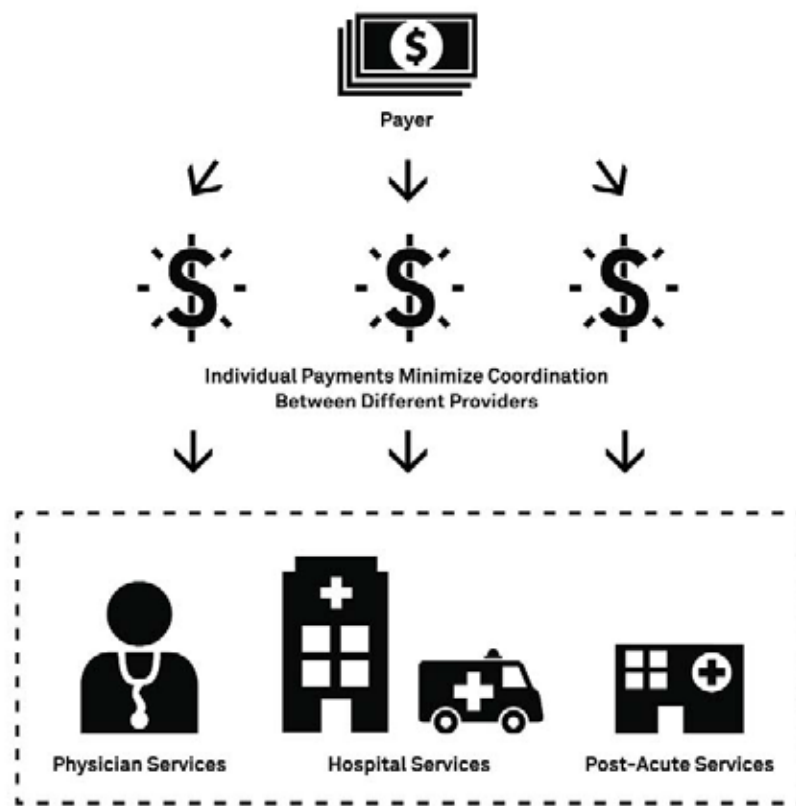 $
Payer
$ $ $
Individual Payments Minimize Coordination
Between Different Providers
Physician Services Hospital Services Post-Acute Services